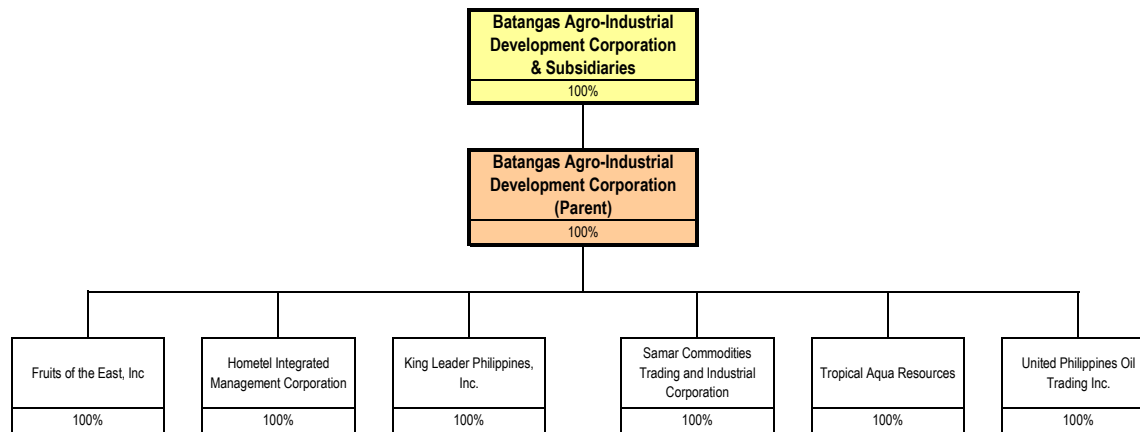 Batangas Agro-Industrial
Development Corporation
& Subsidiaries
100%
Batangas Agro-Industrial
Development Corporation
(Parent)
100%
Fruits of the East, Inc
100%
Hometel Integrated
Management Corporation
100%
King Leader Philippines,
Inc.
100%
Samar Commodities
Trading and Industrial
Corporation
100%
Tropical Aqua Resources
100%
United Philippines Oil
Trading Inc.
100%